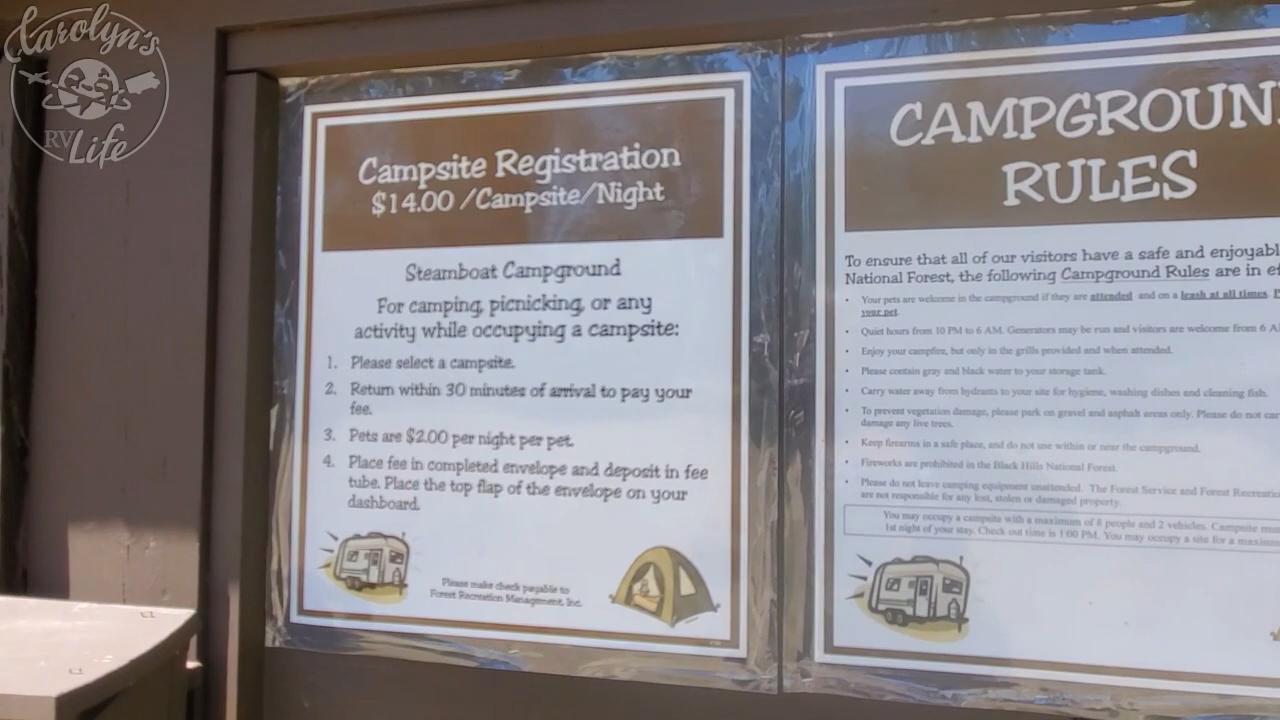 Carolyn's
RV Life
Campsite Registration
$14.00 /Campsite/Night
Steamboat Campground
For camping, picnicking, or any
activity while occupying a campsite:
1. Please select a campsite.
2. Return within 30 minutes of arrival to pay your
fee.
3. Pets are $2.00 per night per pet.
4. Place fee in completed envelope and deposit in fee
tube. Place the top flap of the envelope on your
dashboard.
Please make check payable to
Forest Recreation Management, Inc.
CAMPGROUN
RULES
To ensure that all of our visitors have a safe and enjoyabl
National Forest, the following Campground Rules are in ef
• Your pets are welcome in the campground if they are attended and on a leash at all times.
your pet.
• Quiet hours from 10 PM to 6 AM. Generators may be run and visitors are welcome from 6 A
• Enjoy your campfire, but only in the grills provided and when attended.
• Please contain gray and black water to your storage tank.
• Carry water away from hydrants to your site for hygiene, washing dishes and cleaning fish.
• To prevent vegetation damage, please park on gravel and asphalt areas only. Please do not car
damage any live trees.
• Keep firearms in a safe place, and do not use within or near the campground.
• Fireworks are prohibited in the Black Hills National Forest.
• Please do not leave camping equipment unattended. The Forest Service and Forest Recreatio
are not responsible for any lost, stolen or damaged property.
You may occupy a campsite with a maximum of 8 people and 2 vehicles. Campsite mu
1st night of your stay. Check out time is 1:00 PM. You may occupy a site for a maximu